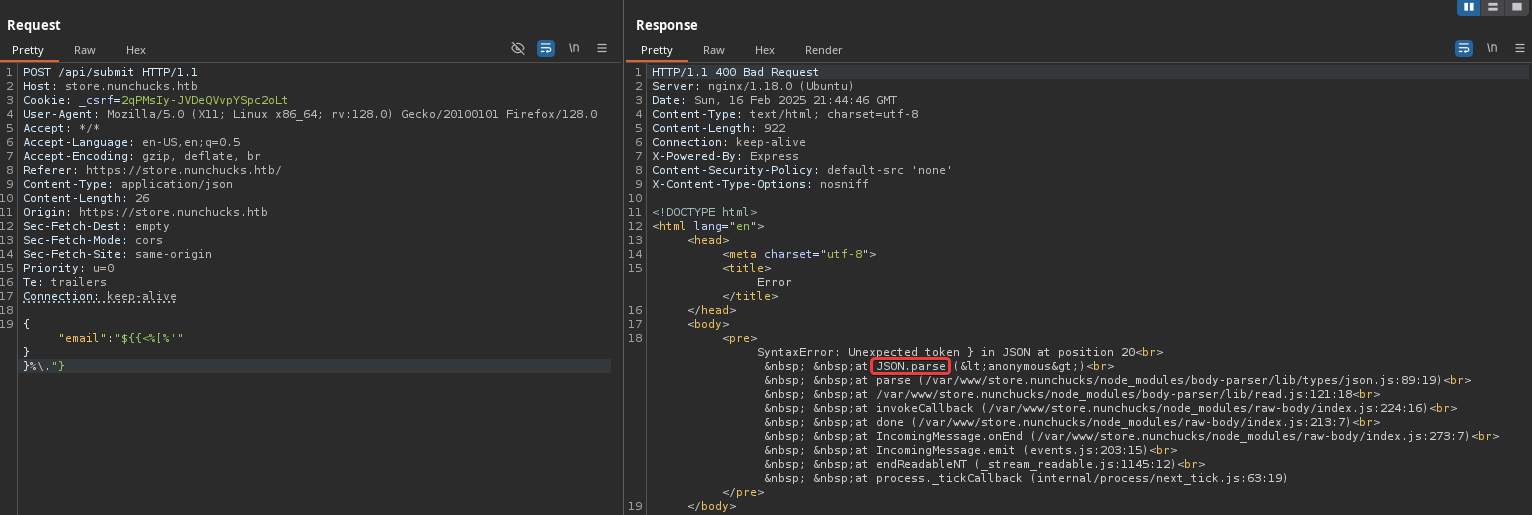 Request
Pretty Raw Hex \n
1 POST /api/submit HTTP/1.1
2 Host: store.nunchucks.htb
3 Cookie: _csrf=2qPMsIy-JVDeQVvpYSpc2oLt
4 User-Agent: Mozilla/5.0 (X11; Linux x86_64; rv:128.0) Gecko/20100101 Firefox/128.0
5 Accept: */*
6 Accept-Language: en-US,en;q=0.5
7 Accept-Encoding: gzip, deflate, br
8 Referer: https://store.nunchucks.htb/
9 Content-Type: application/json
10 Content-Length: 26
11 Origin: https://store.nunchucks.htb
12 Sec-Fetch-Dest: empty
13 Sec-Fetch-Mode: cors
14 Sec-Fetch-Site: same-origin
15 Priority: u=0
16 Te: trailers
17 Connection: keep-alive
18
19 {
"email":"${{<%[%'"
}
}%\."}
Response
Pretty Raw Hex Render \n
1 HTTP/1.1 400 Bad Request
2 Server: nginx/1.18.0 (Ubuntu)
3 Date: Sun, 16 Feb 2025 21:44:46 GMT
4 Content-Type: text/html; charset=utf-8
5 Content-Length: 922
6 Connection: keep-alive
7 X-Powered-By: Express
8 Content-Security-Policy: default-src 'none'
9 X-Content-Type-Options: nosniff
10
11 <!DOCTYPE html>
12 <html lang="en">
13 <head>
14 <meta charset="utf-8">
15 <title>
Error
</title>
16 </head>
17 <body>
18 <pre>
SyntaxError: Unexpected token } in JSON at position 20<br>
&nbsp; &nbsp;at JSON.parse (&lt;anonymous&gt;)<br>
&nbsp; &nbsp;at parse (/var/www/store.nunchucks/node_modules/body-parser/lib/types/json.js:89:19)<br>
&nbsp; &nbsp;at /var/www/store.nunchucks/node_modules/body-parser/lib/read.js:121:18<br>
&nbsp; &nbsp;at invokeCallback (/var/www/store.nunchucks/node_modules/raw-body/index.js:224:16)<br>
&nbsp; &nbsp;at done (/var/www/store.nunchucks/node_modules/raw-body/index.js:213:7)<br>
&nbsp; &nbsp;at IncomingMessage.onEnd (/var/www/store.nunchucks/node_modules/raw-body/index.js:273:7)<br>
&nbsp; &nbsp;at IncomingMessage.emit (events.js:203:15)<br>
&nbsp; &nbsp;at endReadableNT (_stream_readable.js:1145:12)<br>
&nbsp; &nbsp;at process._tickCallback (internal/process/next_tick.js:63:19)
</pre>
19 </body>